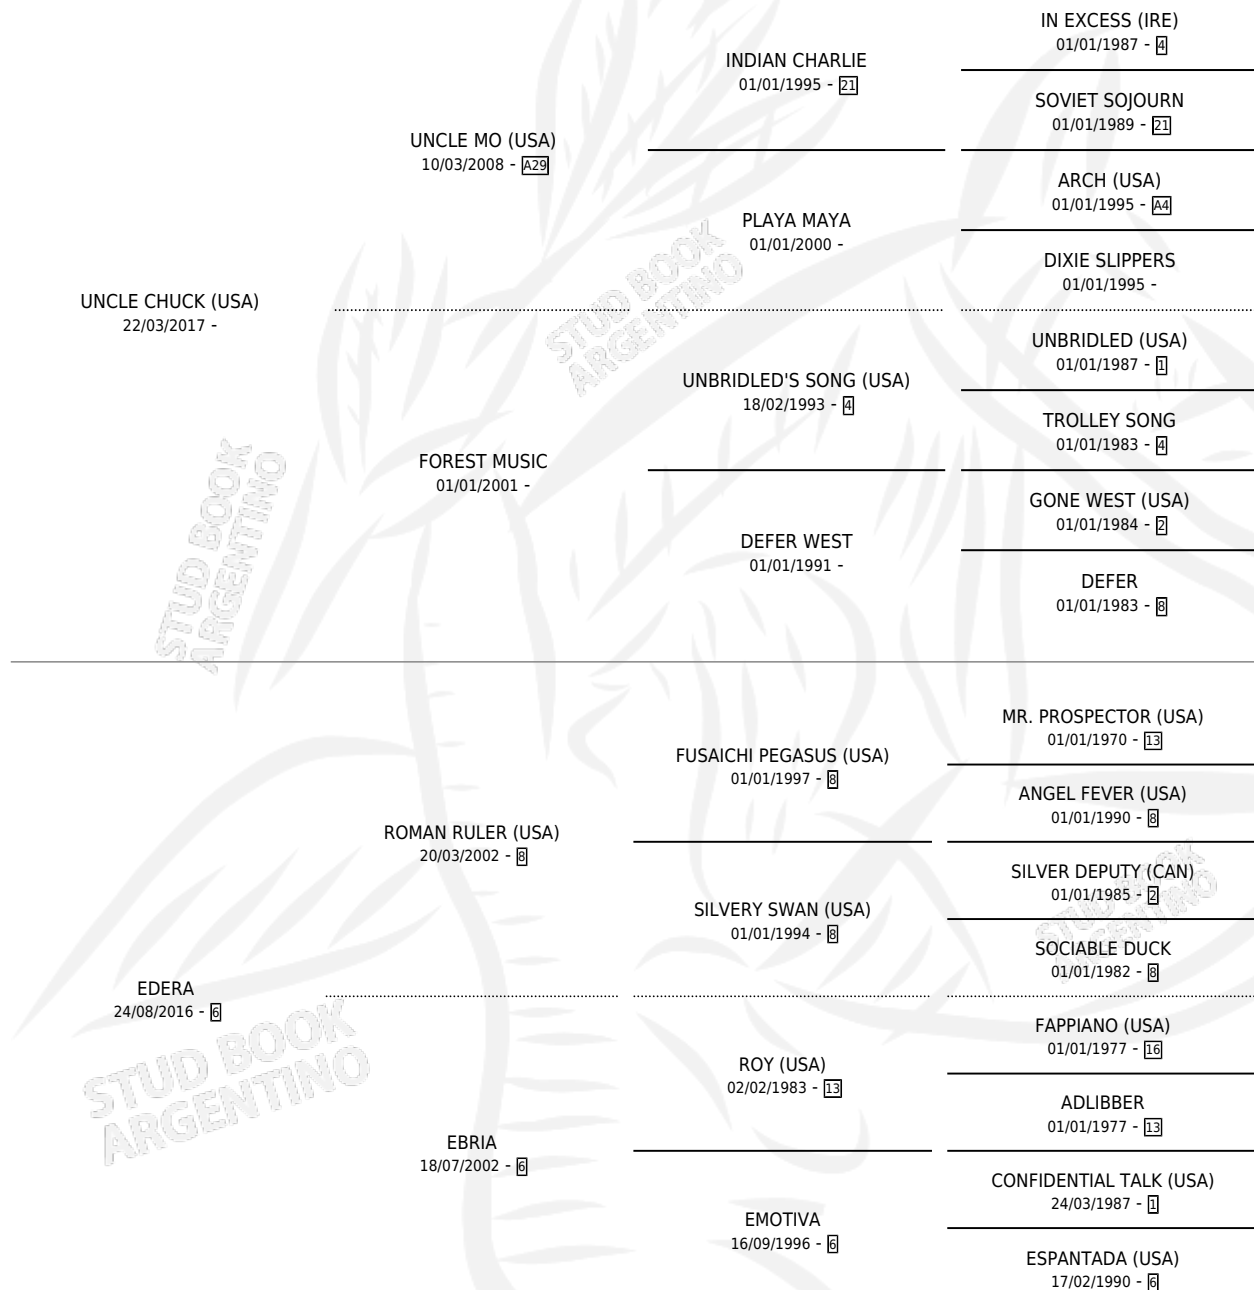 IN EXCESS (IRE)
01/01/1987 - 4
INDIAN CHARLIE
01/01/1995 - 21
SOVIET SOJOURN
01/01/1989 - 21
UNCLE MO (USA)
10/03/2008 - A29
ARCH (USA)
01/01/1995 - A4
PLAYA MAYA
01/01/2000 -
DIXIE SLIPPERS
01/01/1995 -
UNCLE CHUCK (USA)
22/03/2017 -
UNBRIDLED (USA)
01/01/1987 - 1
UNBRIDLED'S SONG (USA)
18/02/1993 - 4
TROLLEY SONG
01/01/1983 - 4
FOREST MUSIC
01/01/2001 -
GONE WEST (USA)
01/01/1984 - 2
DEFER WEST
01/01/1991 -
DEFER
01/01/1983 - 8
MR. PROSPECTOR (USA)
01/01/1970 - 13
FUSAICHI PEGASUS (USA)
01/01/1997 - 8
ANGEL FEVER (USA)
01/01/1990 - 8
ROMAN RULER (USA)
20/03/2002 - 8
SILVER DEPUTY (CAN)
01/01/1985 - 2
SILVERY SWAN (USA)
01/01/1994 - 8
SOCIABLE DUCK
01/01/1982 - 8
EDERA
24/08/2016 - 6
FAPPIANO (USA)
01/01/1977 - 16
ROY (USA)
02/02/1983 - 13
ADLIBBER
01/01/1977 - 13
EBRIA
18/07/2002 - 6
CONFIDENTIAL TALK (USA)
24/03/1987 - 1
EMOTIVA
16/09/1996 - 6
ESPANTADA (USA)
17/02/1990 - 6
STUD BOOK
ARGENTINO
STUD BOOK
ARGENTINO
STUD BOOK
ARGENTINO
STUD BOOK
ARGENTINO